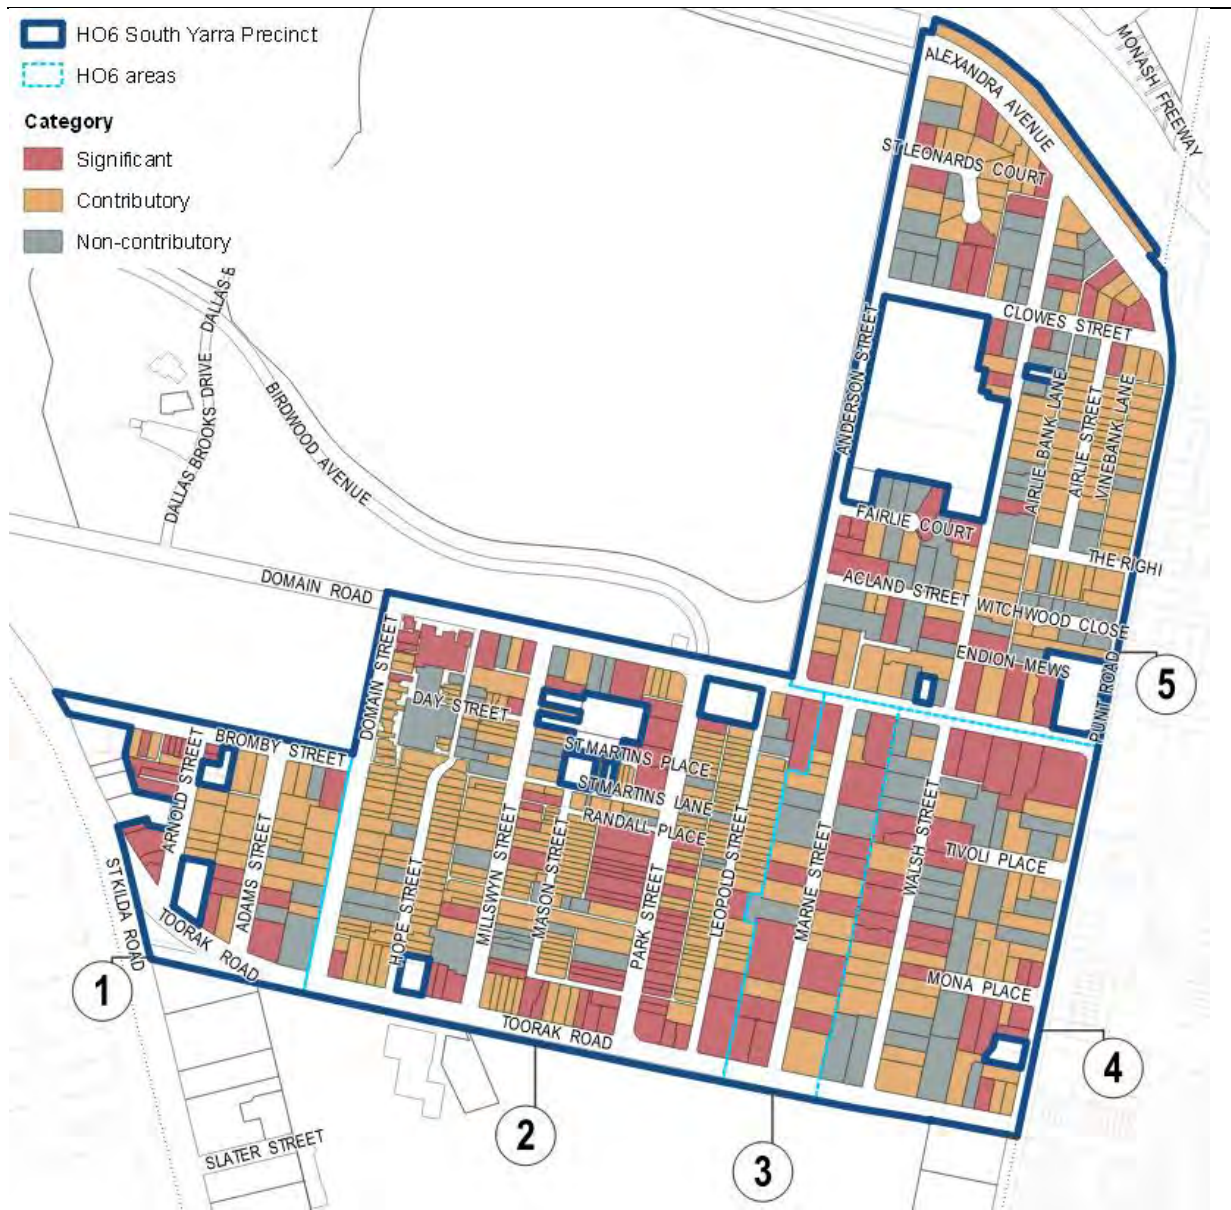 HO6 South Yarra Precinct
HO6 areas
Category
Significant
Contributory
Non-contributory
MONASH FREEWAY
ALEXANDRA AVENUE
ST LEONARDS COURT
CLOWES STREET
ANDERSON STREET
AIRLIE BANK LANE
AIRLIE STREET
VINEBANK LANE
FAIRLIE COURT
THE RIGHI
ACLAND STREET
WITCHWOOD CLOSE
ENDION MEWS
PUNT ROAD
5
DALLAS B
DALLAS BROOKS DRIVE
BIRDWOOD AVENUE
DOMAIN ROAD
DOMAIN STREET
DAY STREET
BROMBY STREET
ARNOLD STREET
ADAMS STREET
ST KILDA ROAD
TOORAK ROAD
1
HOPE STREET
MILLSWYN STREET
MASON STREET
ST MARTINS PLACE
ST MARTINS LANE
RANDALL PLACE
PARK STREET
LEOPOLD STREET
MARNE STREET
WALSH STREET
TIVOLI PLACE
MONA PLACE
TOORAK ROAD
4
2
3
SLATER STREET